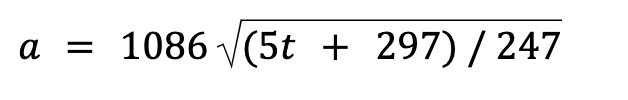 a = 1086 √(5t + 297) / 247